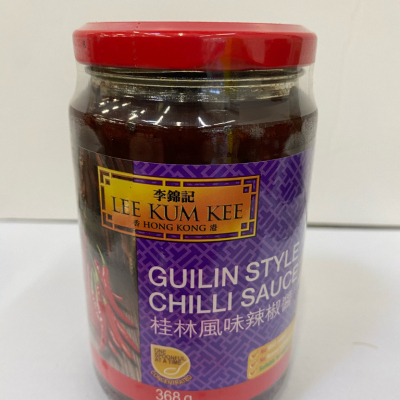 李錦記
LEE KUM KEE
香 HONG KONG 港
GUILIN STYLE
CHILLI SAUCE
桂林風味辣椒醬
368 g